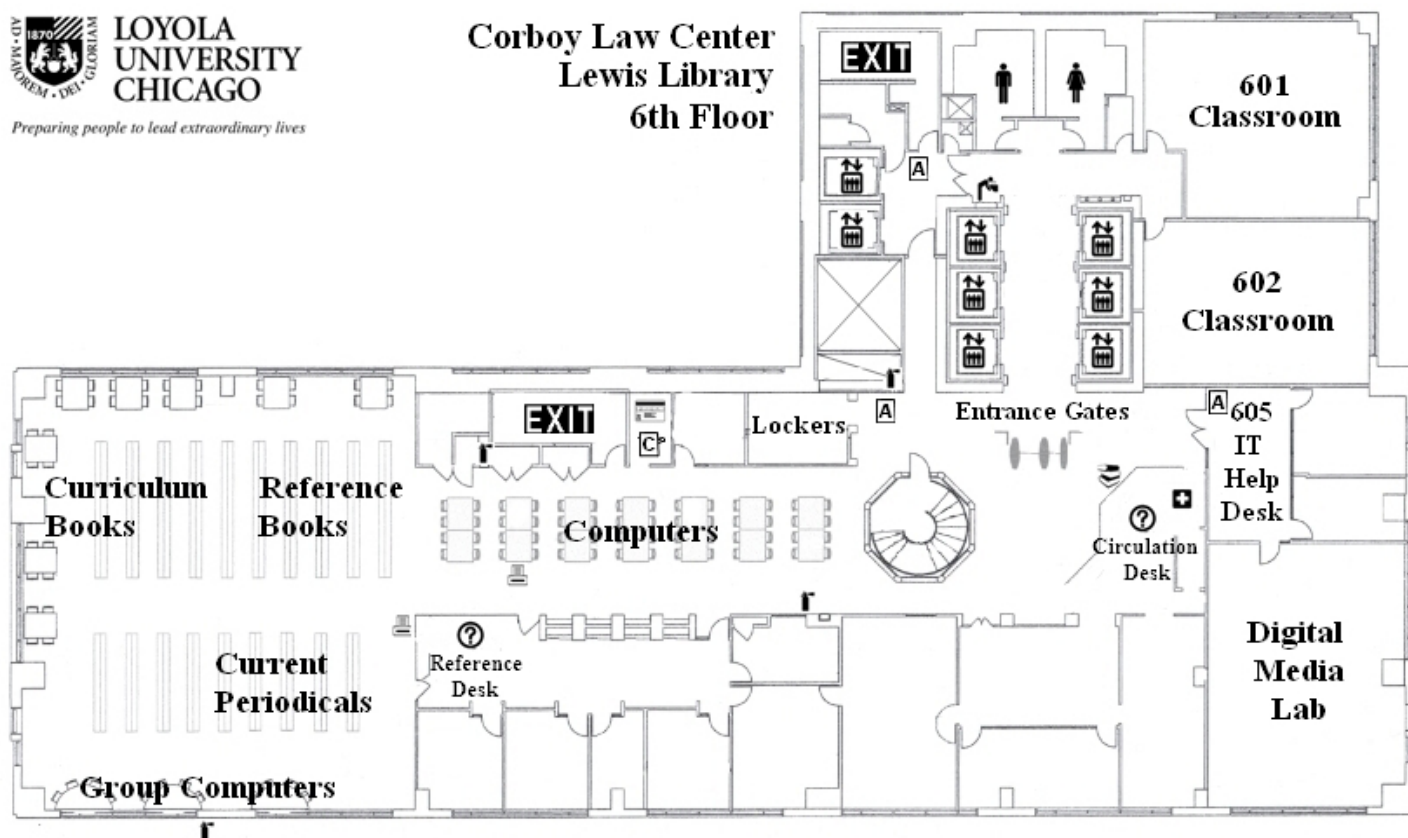 LOYOLA
UNIVERSITY
CHICAGO
AD·MAIOREM·DEI·GLORIAM
1870
Preparing people to lead extraordinary lives
Corboy Law Center
Lewis Library
6th Floor
EXIT
601
Classroom
A
602
Classroom
Entrance Gates
A
A
605
IT
Help
Desk
EXIT
C
Lockers
Curriculum
Books
Reference
Books
Computers
?
Circulation
Desk
?
Reference
Desk
Current
Periodicals
Digital
Media
Lab
Group Computers